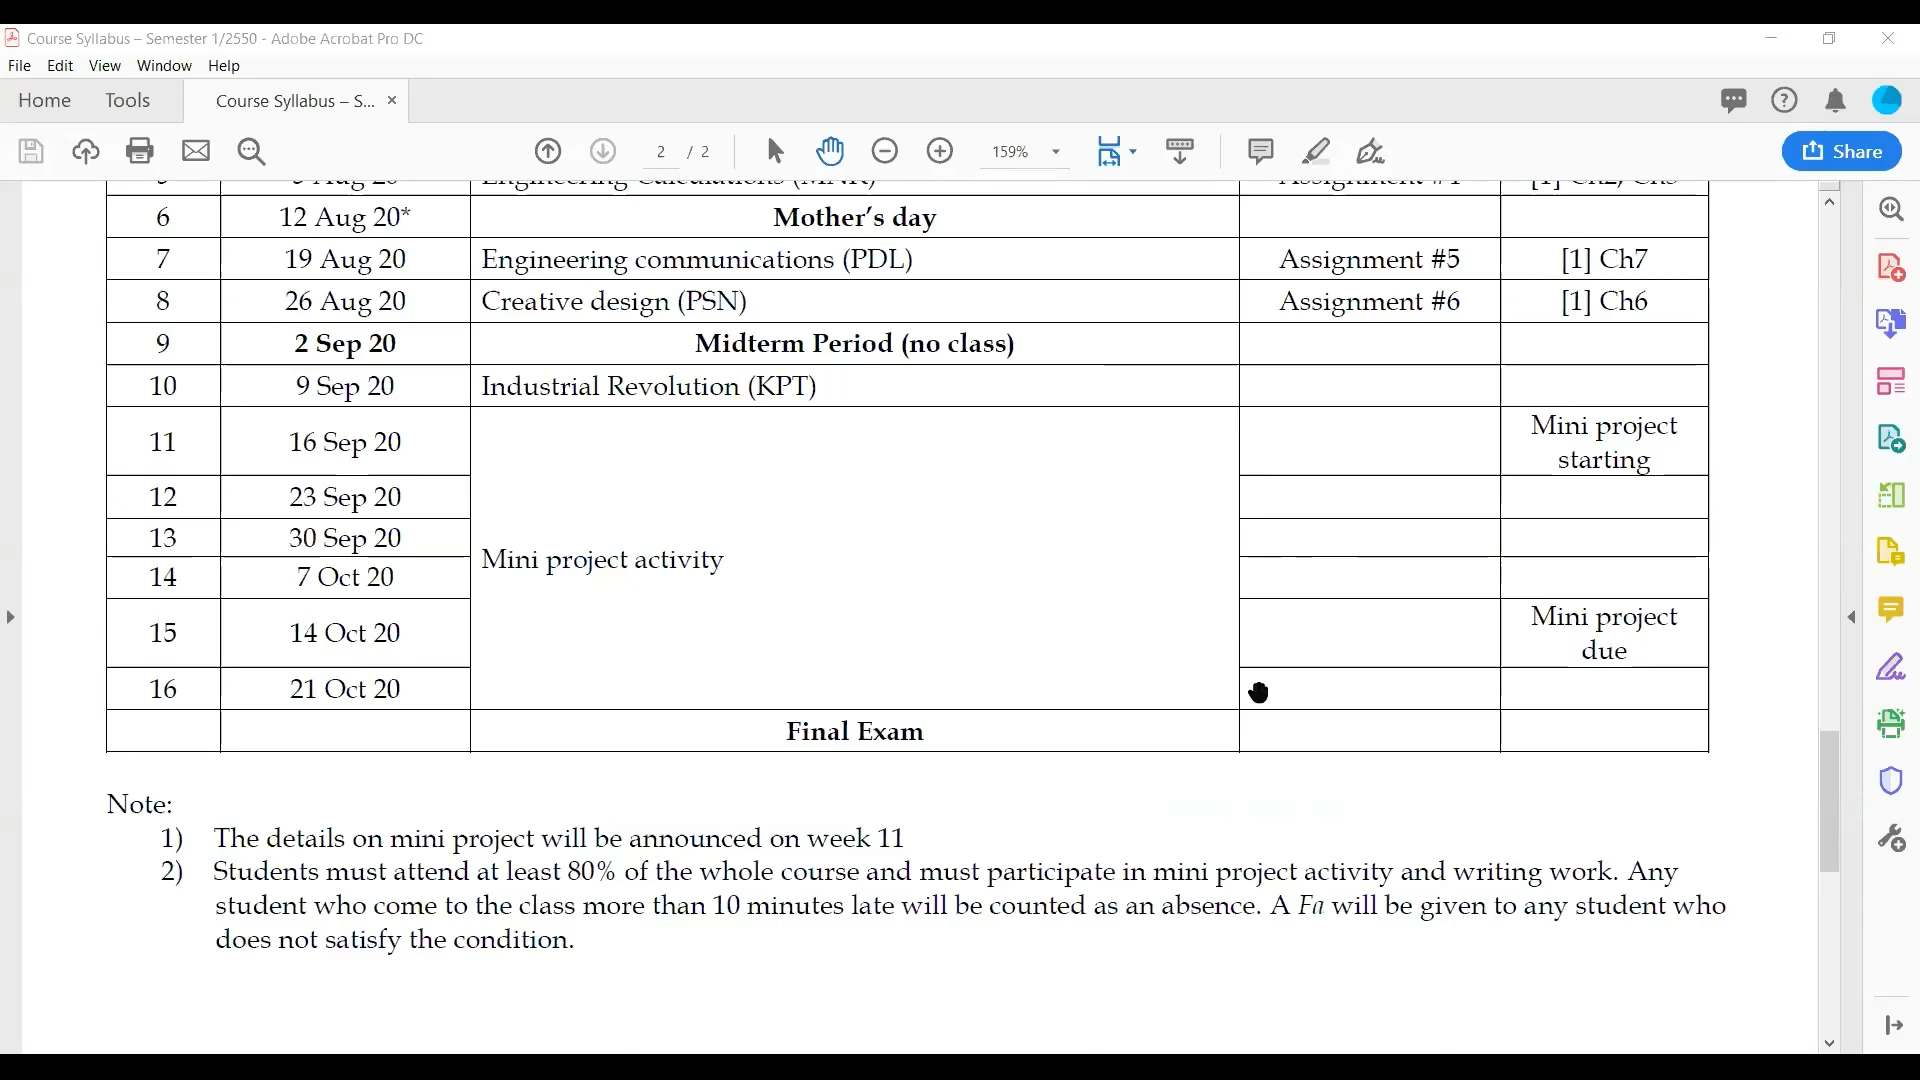 Course Syllabus – Semester 1/2550 - Adobe Acrobat Pro DC
File Edit View Window Help
Home Tools Course Syllabus – S... ×
2 / 2 159% Share
6 12 Aug 20* Mother's day
7 19 Aug 20 Engineering communications (PDL) Assignment #5 [1] Ch7
8 26 Aug 20 Creative design (PSN) Assignment #6 [1] Ch6
9 2 Sep 20 Midterm Period (no class)
10 9 Sep 20 Industrial Revolution (KPT)
11 16 Sep 20 Mini project
starting
12 23 Sep 20
13 30 Sep 20
Mini project activity
14 7 Oct 20
15 14 Oct 20 Mini project
due
16 21 Oct 20
Final Exam
Note:
1) The details on mini project will be announced on week 11
2) Students must attend at least 80% of the whole course and must participate in mini project activity and writing work. Any
student who come to the class more than 10 minutes late will be counted as an absence. A Fa will be given to any student who
does not satisfy the condition.